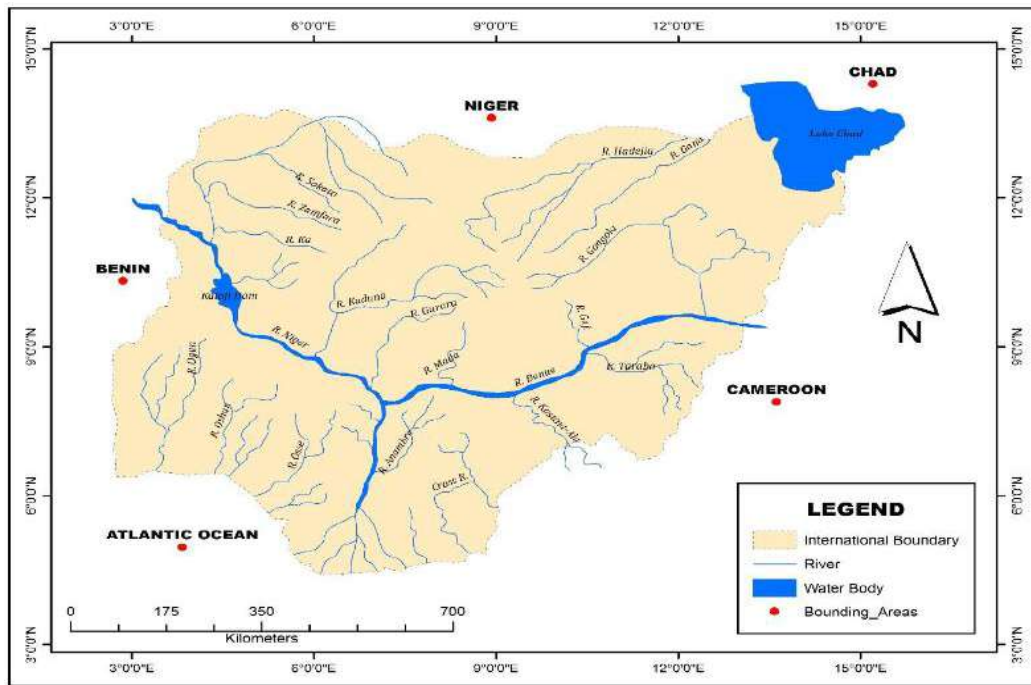 3°0'0"E 6°0'0"E 9°0'0"E 12°0'0"E 15°0'0"E
15°0'0"N 15°0'0"N
CHAD
NIGER
Lake Chad
R. Hadejia
R. Gana
R. Sokoto
12°0'0"N 12°0'0"N
R. Zamfara
R. Ka
R. Gongola
BENIN
Kainji Dam
R. Kaduna
R. Gurara
N
R. Niger
R. Ogun
9°0'0"N 9°0'0"N
R. Mada
R. Benue
R. Taraba
CAMEROON
R. Oshun
R. Osse
R. Anambra
Cross R.
6°0'0"N 6°0'0"N
LEGEND
ATLANTIC OCEAN
International Boundary
River
Water Body
Bounding_Areas
0 175 350 700
Kilometers
3°0'0"N 3°0'0"N
3°0'0"E 6°0'0"E 9°0'0"E 12°0'0"E 15°0'0"E